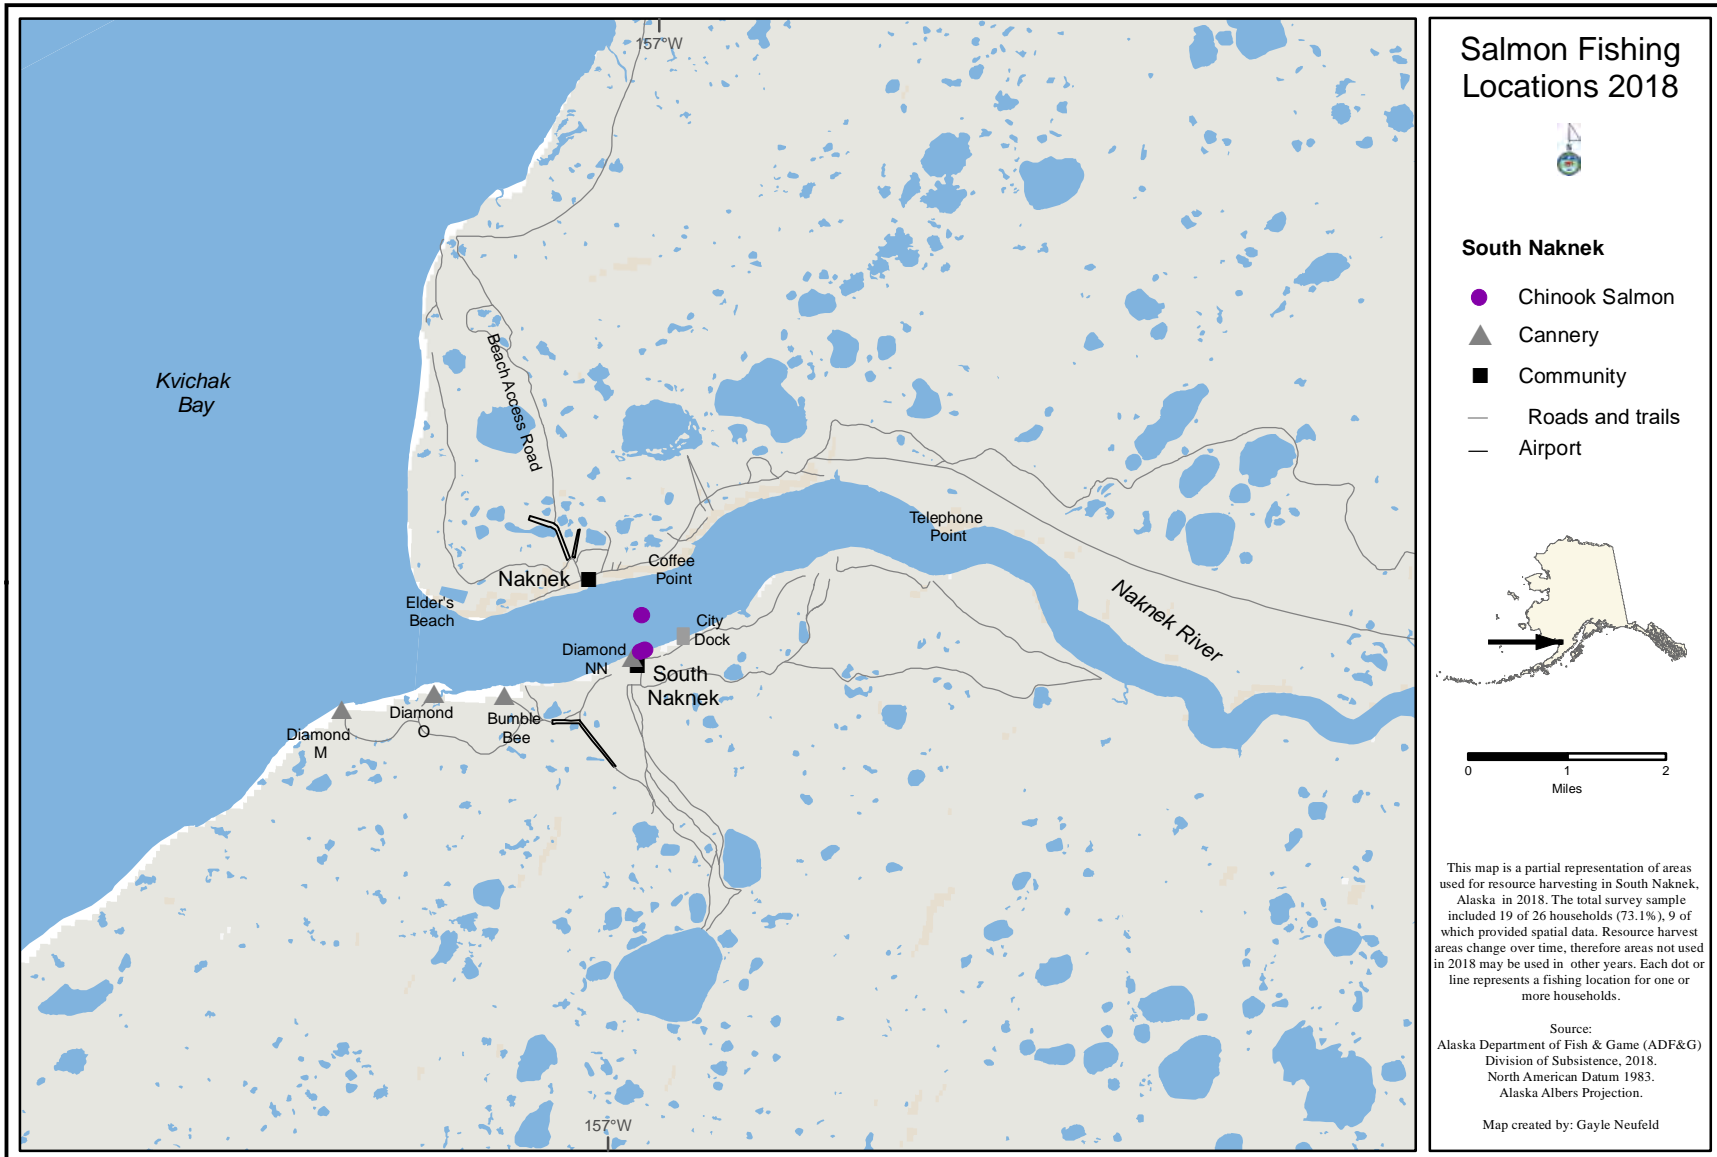 157°W
Kvichak
Bay
Beach Access Road
Telephone
Point
Coffee
Point
Naknek
Elder's
Beach
City
Dock
Diamond
NN
South
Naknek
Naknek River
Diamond
O
Bumble
Bee
Diamond
M
157°W
Salmon Fishing
Locations 2018
South Naknek
Chinook Salmon
Cannery
Community
Roads and trails
Airport
0 1 2
Miles
This map is a partial representation of areas
used for resource harvesting in South Naknek,
Alaska in 2018. The total survey sample
included 19 of 26 households (73.1%), 9 of
which provided spatial data. Resource harvest
areas change over time, therefore areas not used
in 2018 may be used in other years. Each dot or
line represents a fishing location for one or
more households.
Source:
Alaska Department of Fish & Game (ADF&G)
Division of Subsistence, 2018.
North American Datum 1983.
Alaska Albers Projection.
Map created by: Gayle Neufeld